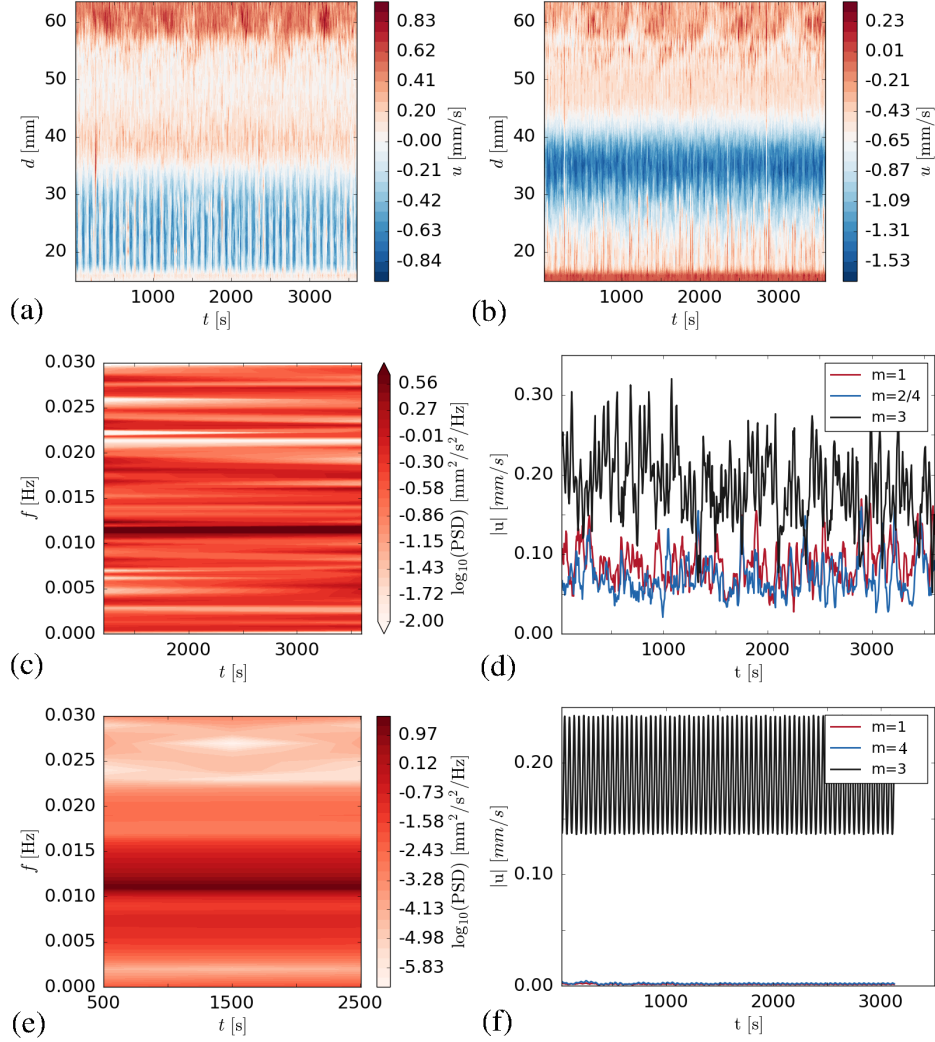 60
50
40
30
20
d [mm]
1000 2000 3000
t [s]
0.83
0.62
0.41
0.20
-0.00
-0.21
-0.42
-0.63
-0.84
u [mm/s]
(a)
60
50
40
30
20
d [mm]
1000 2000 3000
t [s]
0.23
0.01
-0.21
-0.43
-0.65
-0.87
-1.09
-1.31
-1.53
u [mm/s]
(b)
0.030
0.025
0.020
0.015
0.010
0.005
0.000
f [Hz]
2000 3000
t [s]
0.56
0.27
-0.01
-0.30
-0.58
-0.86
-1.15
-1.43
-1.72
-2.00
log10(PSD) [mm²/s²/Hz]
(c)
0.30
0.20
0.10
0.00
|u| [mm/s]
m=1
m=2/4
m=3
1000 2000 3000
t [s]
(d)
0.030
0.025
0.020
0.015
0.010
0.005
0.000
f [Hz]
500 1500 2500
t [s]
0.97
0.12
-0.73
-1.58
-2.43
-3.28
-4.13
-4.98
-5.83
log10(PSD) [mm²/s²/Hz]
(e)
0.20
0.10
0.00
|u| [mm/s]
m=1
m=4
m=3
1000 2000 3000
t [s]
(f)